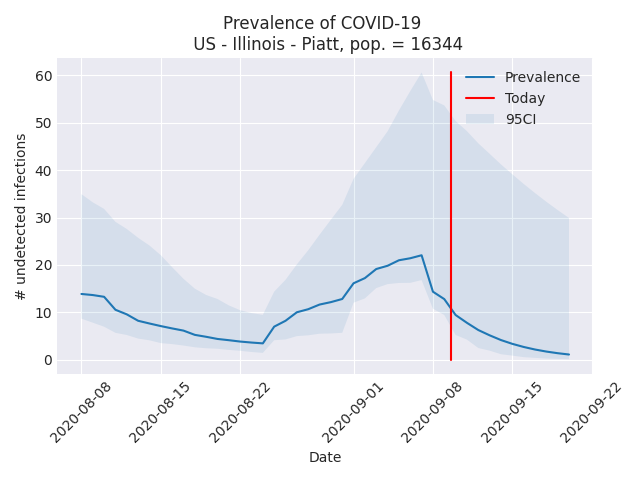 Prevalence of COVID-19
US - Illinois - Piatt, pop. = 16344
60
50
40
30
20
10
0
# undetected infections
Prevalence
Today
95CI
2020-08-08
2020-08-15
2020-08-22
2020-09-01
2020-09-08
2020-09-15
2020-09-22
Date